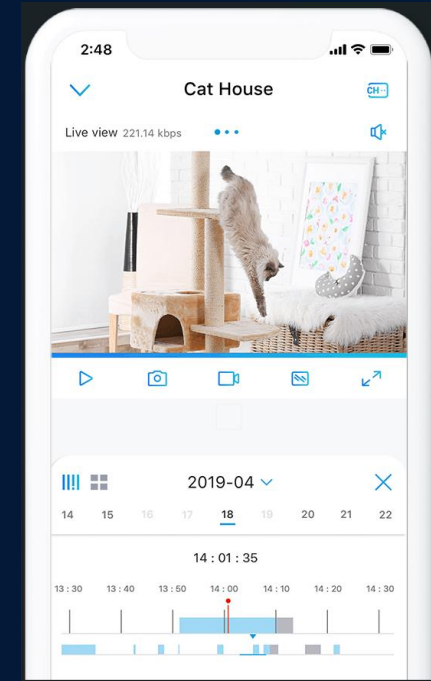 2:48
Cat House
CH
Live view 221.14 kbps
2019-04
14 15 16 17 18 19 20 21 22
14 : 01 : 35
13 : 30 13 : 40 13 : 50 14 : 00 14 : 10 14 : 20 14 : 30